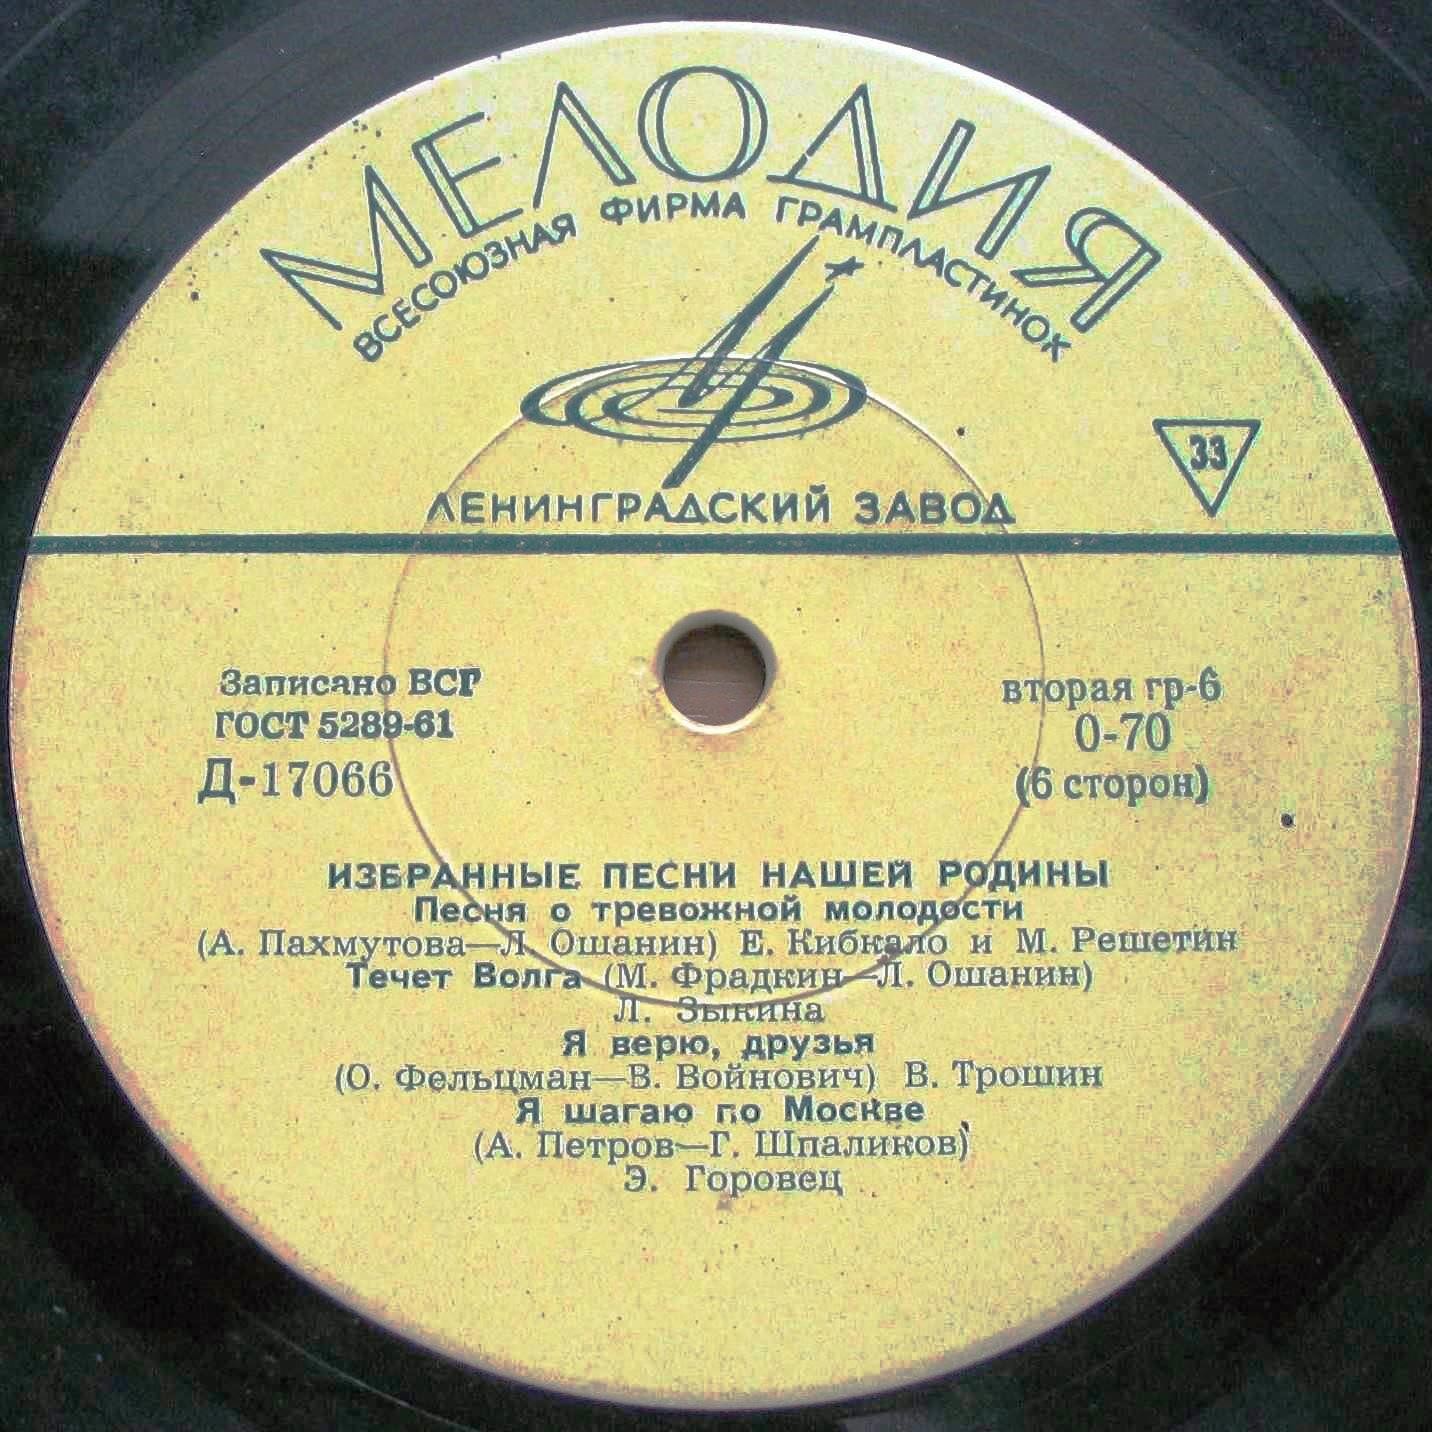 МЕЛОДИЯ
ВСЕСОЮЗНАЯ ФИРМА ГРАМПЛАСТИНОК
ЛЕНИНГРАДСКИЙ ЗАВОД
33
Записано ВСГ
ГОСТ 5289-61
Д-17066
вторая гр-6
0-70
(6 сторон)
ИЗБРАННЫЕ ПЕСНИ НАШЕЙ РОДИНЫ
Песня о тревожной молодости
(А. Пахмутова—Л. Ошанин) Е. Кибкало и М. Решетин
Течет Волга (М. Фрадкин—Л. Ошанин)
Л. Зыкина
Я верю, друзья
(О. Фельцман—В. Войнович) В. Трошин
Я шагаю по Москве
(А. Петров—Г. Шпаликов)
Э. Горовец